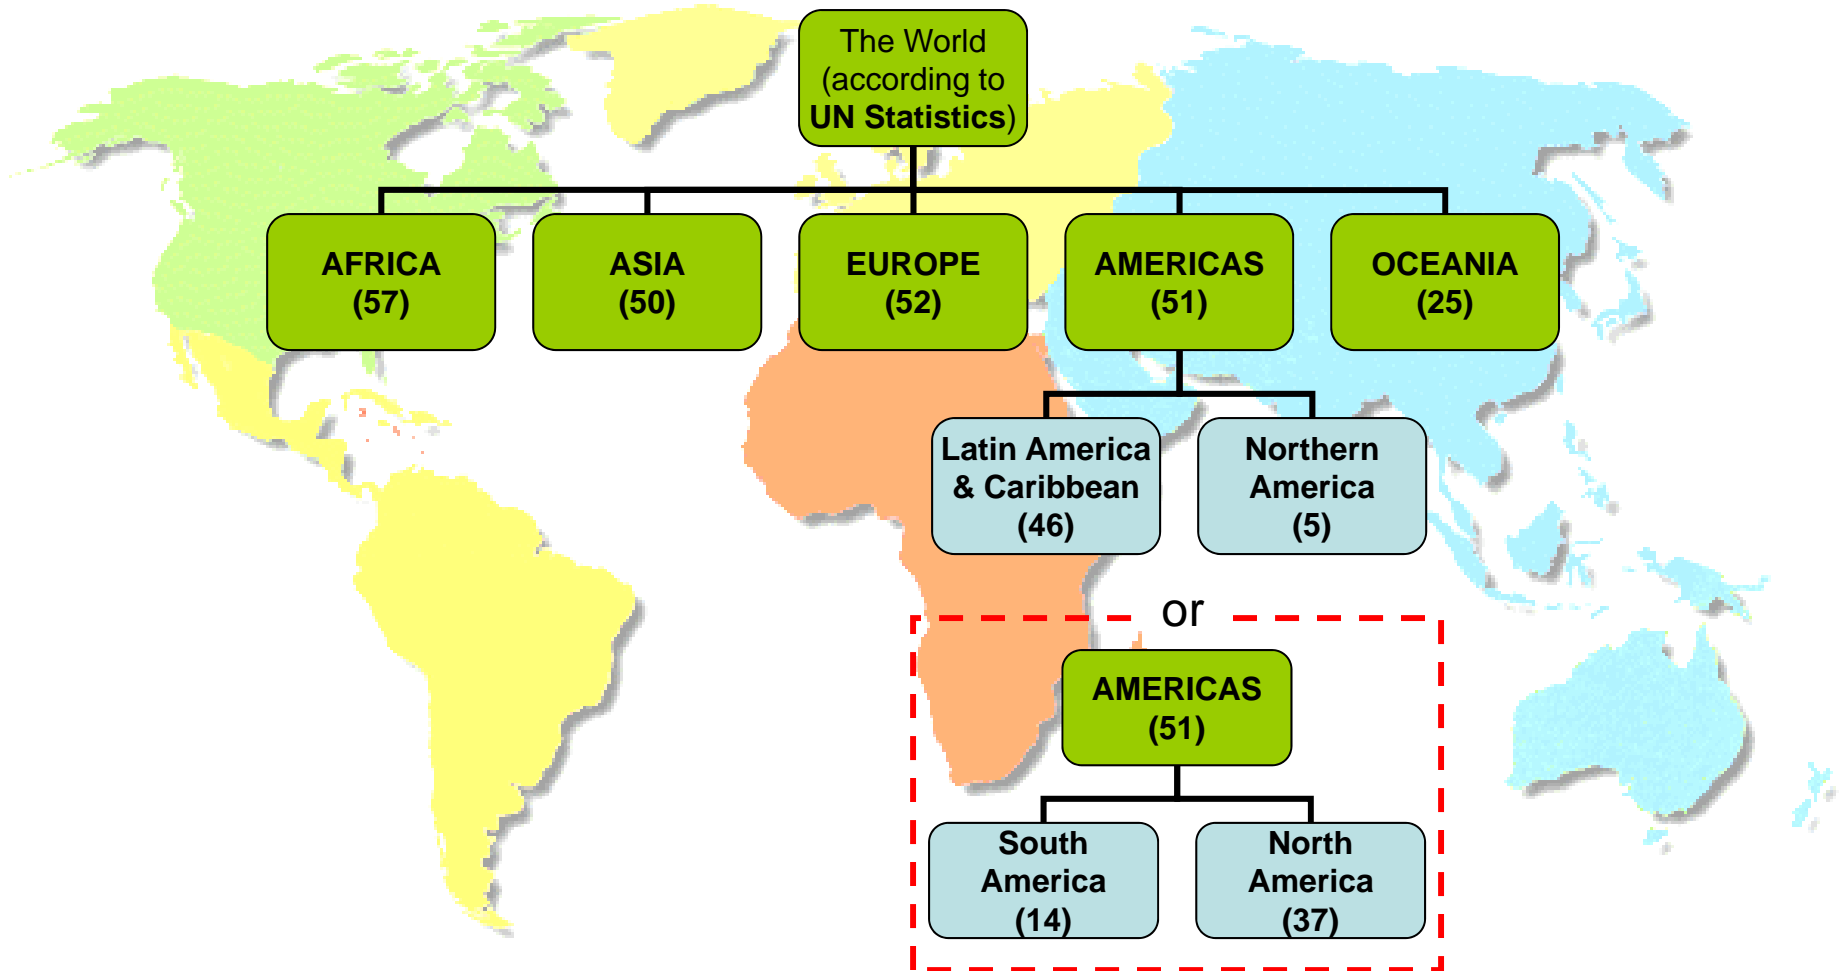 The World
(according to
UN Statistics)
AFRICA
(57)
ASIA
(50)
EUROPE
(52)
AMERICAS
(51)
OCEANIA
(25)
Latin America
& Caribbean
(46)
Northern
America
(5)
or
AMERICAS
(51)
South
America
(14)
North
America
(37)